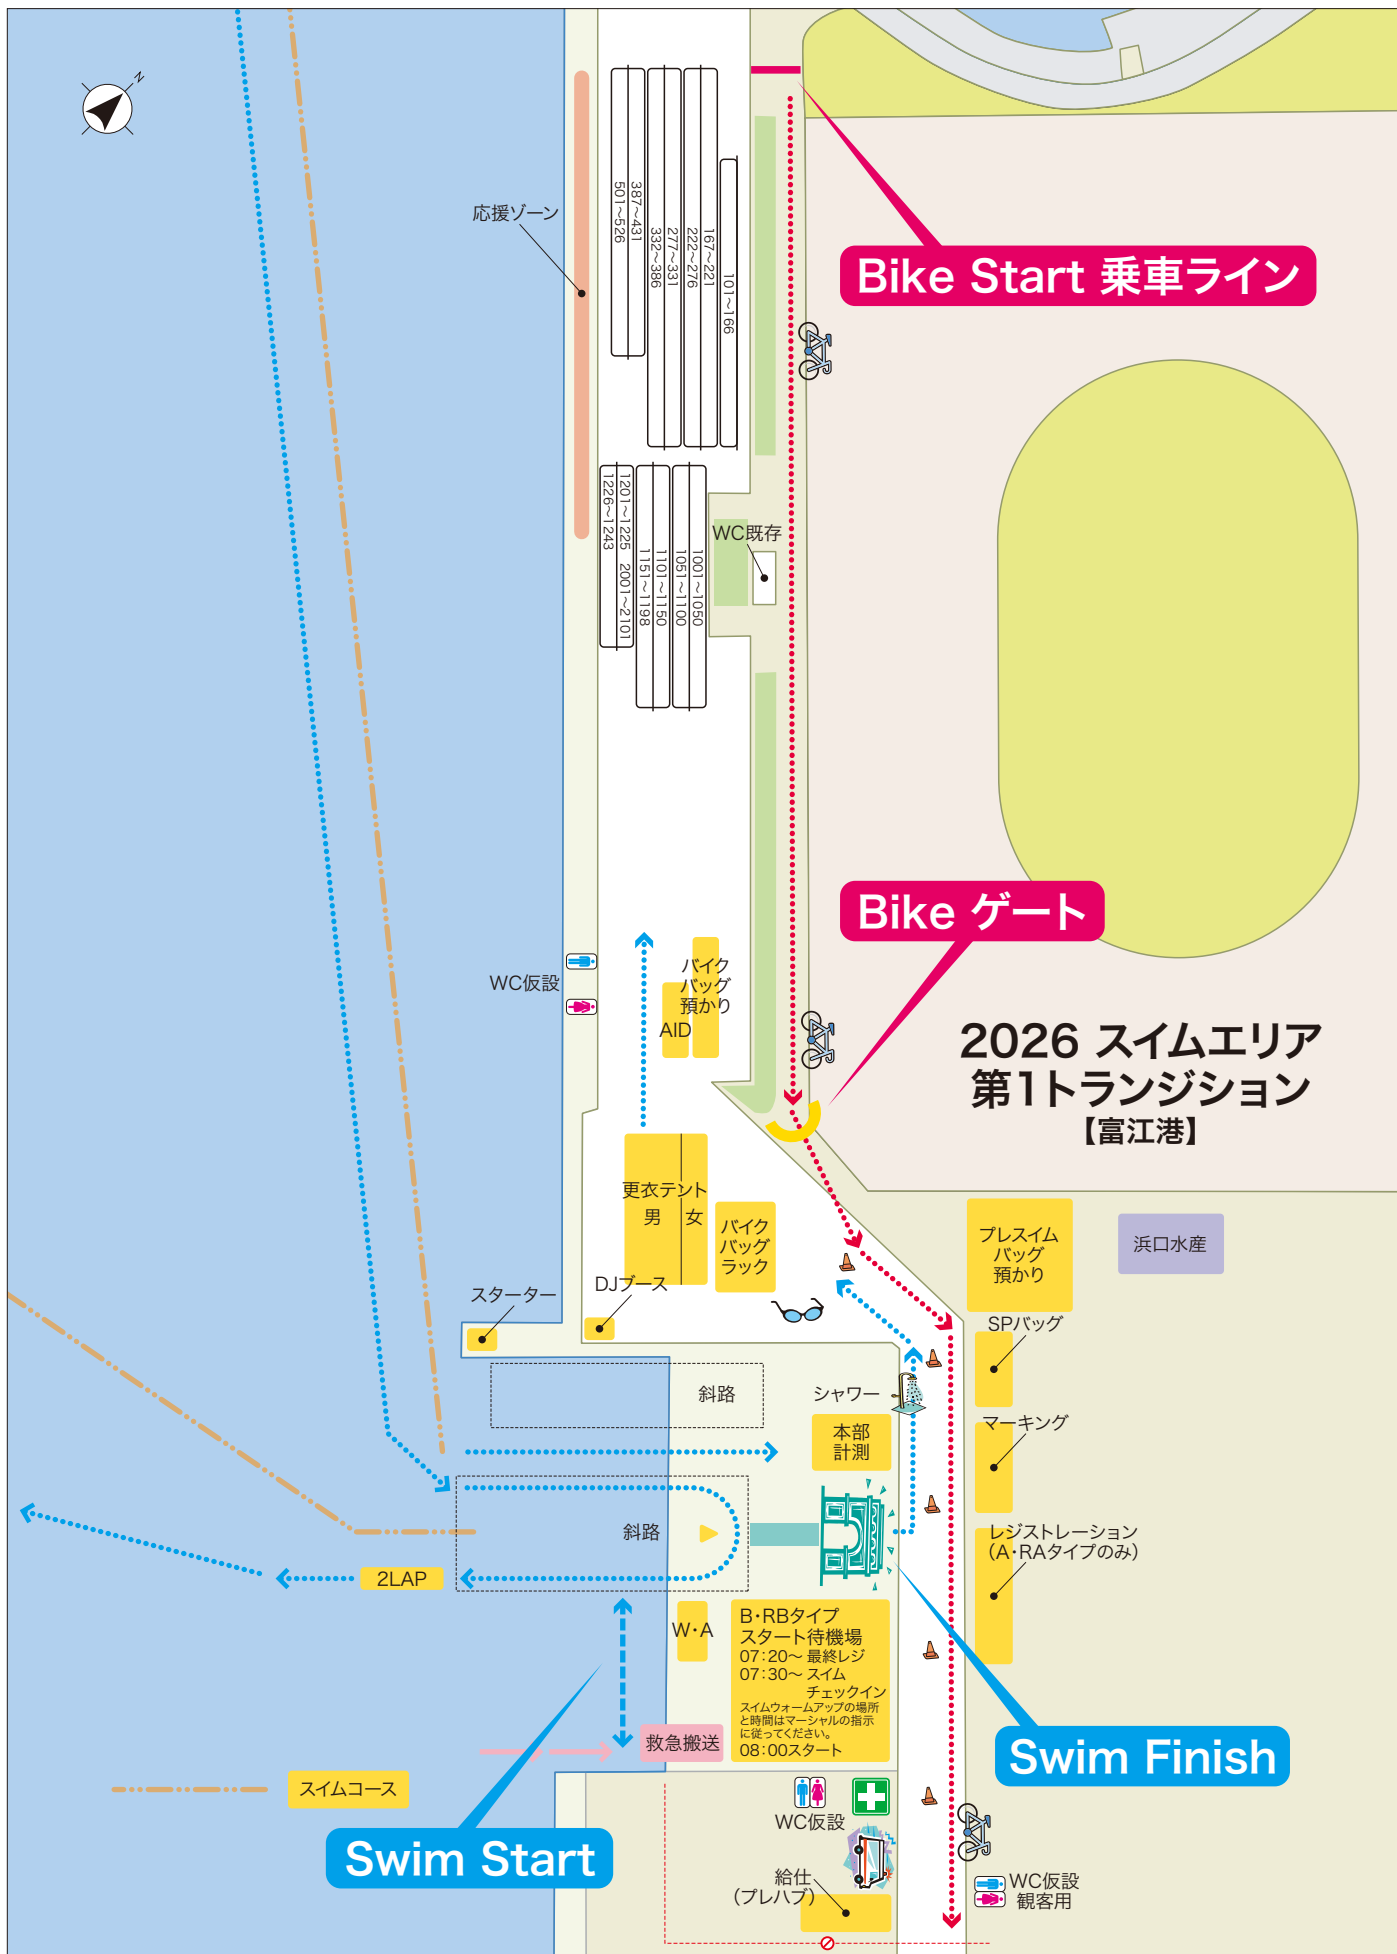 N
応援ゾーン
387～431
501～526
277～331
332～386
167～221
222～276
101～166
Bike Start 乗車ライン
1201～1225 2001～2101
1226～1243
1101～1150
1151～1198
1001～1050
1051～1100
WC既存
Bike ゲート
WC仮設
バイク
バッグ
預かり
AID
2026 スイムエリア
第1トランジション
【富江港】
更衣テント
男 女
バイク
バッグ
ラック
プレスイム
バッグ
預かり
浜口水産
スターター
DJブース
SPバッグ
斜路
シャワー
本部
計測
マーキング
斜路
レジストレーション
（A・RAタイプのみ）
2LAP
W・A
B・RBタイプ
スタート待機場
07：20～ 最終レジ
07：30～ スイム
チェックイン
スイムウォームアップの場所
と時間はマーシャルの指示
に従ってください。
08：00スタート
救急搬送
Swim Finish
スイムコース
WC仮設
Swim Start
給仕
（プレハブ）
WC仮設
観客用